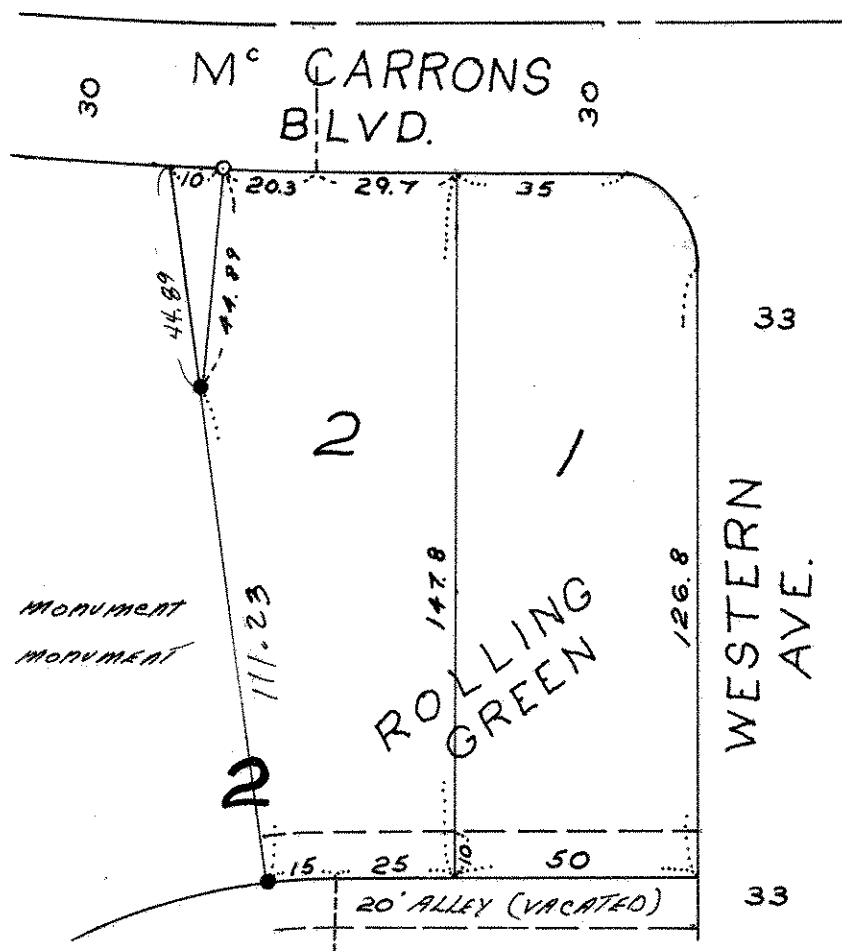 Mᶜ CARRONS
BLVD.
30
30
10
20.3
29.7
35
44.89
44.89
33
2
1
WESTERN
AVE.
147.8
126.8
monument
monument
111.23
ROLLING
GREEN
2
15
25
10
50
20' ALLEY (VACATED)
33